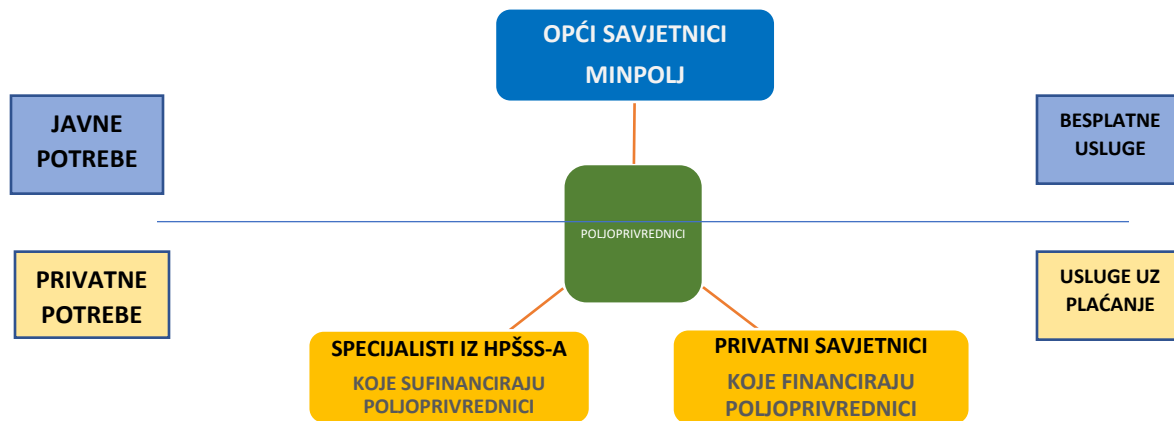 OPĆI SAVJETNICI
MINPOLJ
JAVNE
POTREBE
BESPLATNE
USLUGE
POLJOPRIVREDNICI
PRIVATNE
POTREBE
USLUGE UZ
PLAĆANJE
SPECIJALISTI IZ HPŠSS-A
KOJE SUFINANCIRAJU
POLJOPRIVREDNICI
PRIVATNI SAVJETNICI
KOJE FINANCIRAJU
POLJOPRIVREDNICI